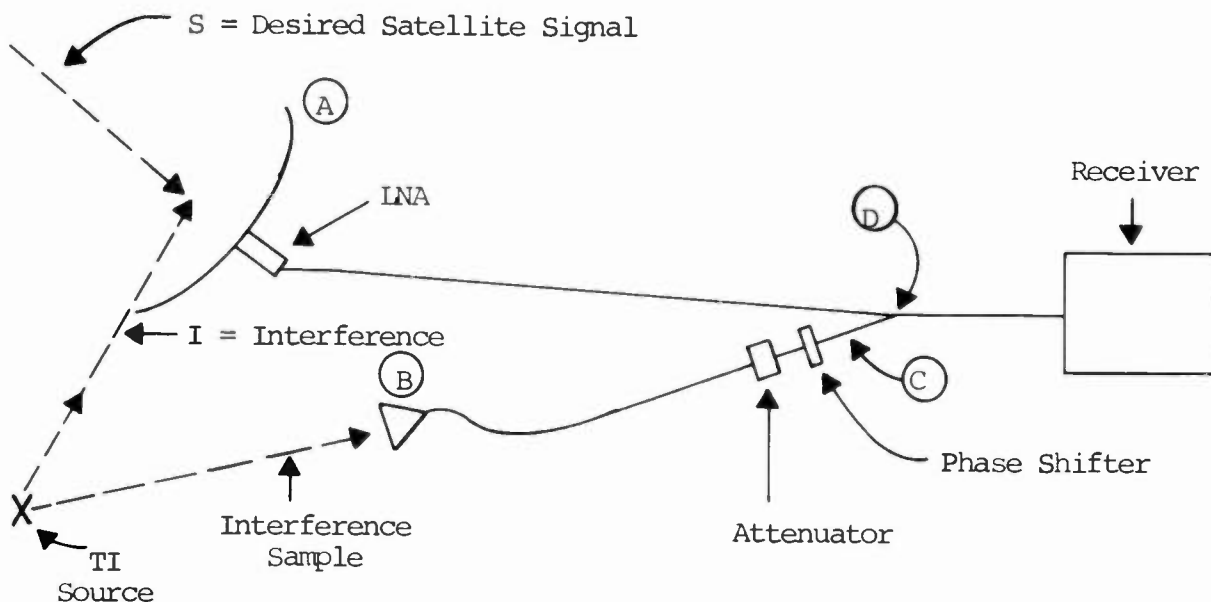 S = Desired Satellite Signal
A
LNA
Receiver
D
I = Interference
B
C
Phase Shifter
Interference
Sample
Attenuator
X
TI
Source